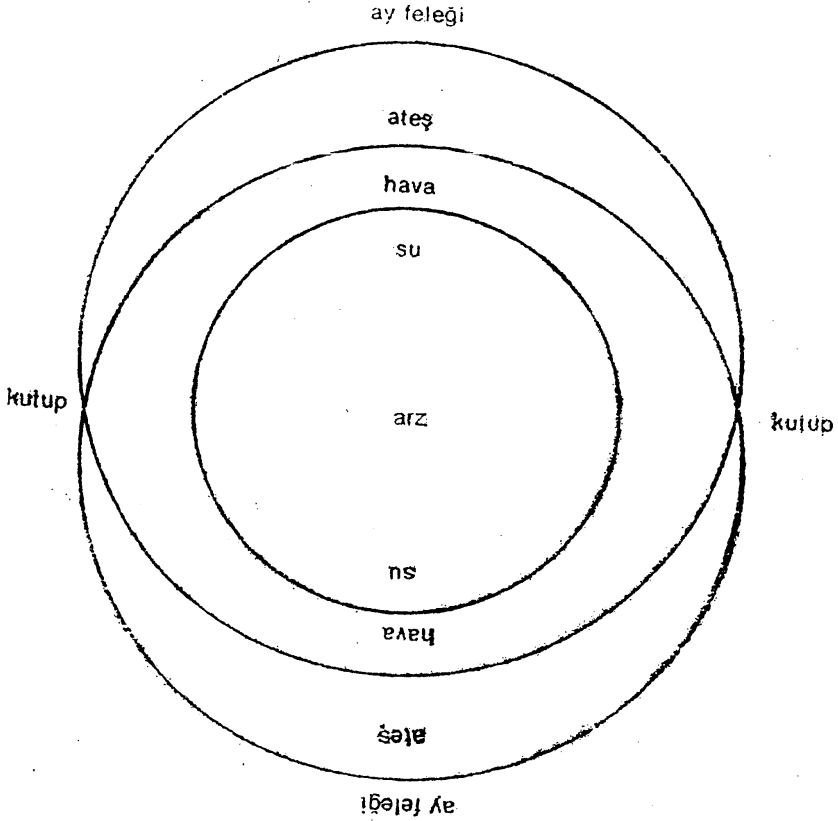 ay feleği
ateş
hava
su
kutup
arz
kutup
su
hava
ateş
ay feleği